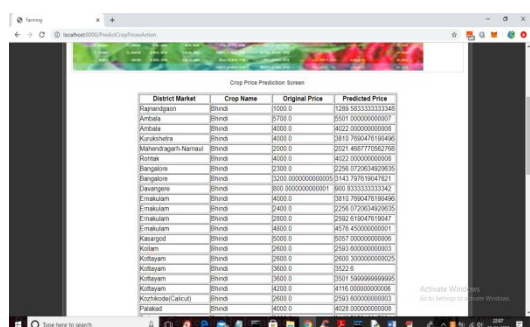 Farming
localhost:8000/PredictCropPricesAction
Crop Price Prediction Screen
District Market Crop Name Original Price Predicted Price
Rajnandgaon Bhindi 1000.0 1289.5833333333348
Ambala Bhindi 5700.0 5501.000000000007
Ambala Bhindi 4000.0 4022.000000000008
Kurukshetra Bhindi 4000.0 3810.7690476190496
Mahendragarh-Narnaul Bhindi 2000.0 2021.4687770562768
Rohtak Bhindi 4000.0 4022.000000000008
Bangalore Bhindi 2300.0 2256.0720634920635
Bangalore Bhindi 3200.0000000000005 3143.797619047621
Davangere Bhindi 800.0000000000001 900.8333333333342
Ernakulam Bhindi 4000.0 3810.7690476190496
Ernakulam Bhindi 2400.0 2256.0720634920635
Ernakulam Bhindi 2800.0 2592.619047619047
Ernakulam Bhindi 4800.0 4576.450000000001
Kasargod Bhindi 5000.0 5057.000000000006
Kollam Bhindi 2600.0 2593.600000000003
Kottayam Bhindi 2600.0 2600.3000000000025
Kottayam Bhindi 3600.0 3522.6
Kottayam Bhindi 3600.0 3501.5999999999995
Kottayam Bhindi 4200.0 4116.000000000006
Kozhikode(Calicut) Bhindi 2600.0 2593.600000000003
Palakad Bhindi 4000.0 4028.000000000008
Activate Windows
Go to Settings to activate Windows.
Type here to search
22:07